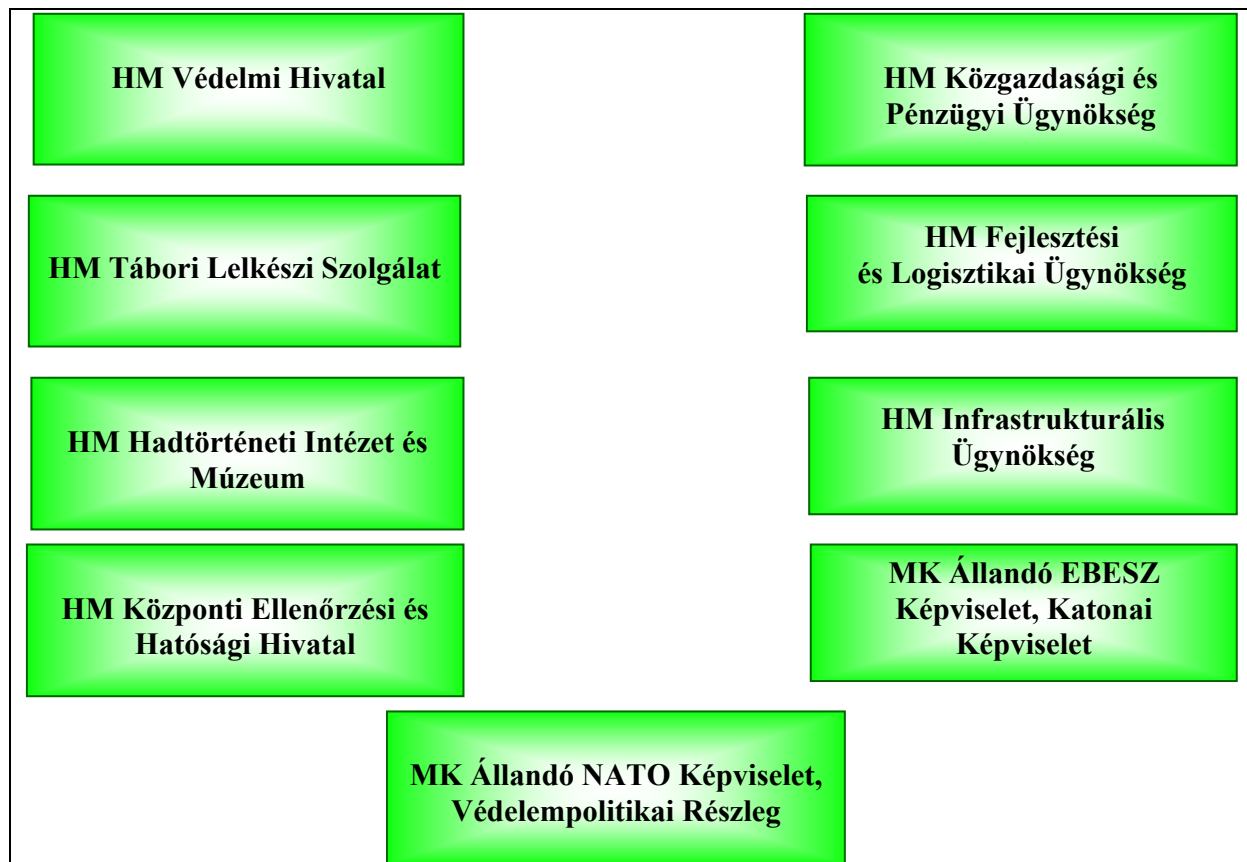 HM Védelmi Hivatal
HM Közgazdasági és
Pénzügyi Ügynökség
HM Tábori Lelkészi Szolgálat
HM Fejlesztési
és Logisztikai Ügynökség
HM Hadtörténeti Intézet és
Múzeum
HM Infrastrukturális
Ügynökség
HM Központi Ellenőrzési és
Hatósági Hivatal
MK Állandó EBESZ
Képviselet, Katonai
Képviselet
MK Állandó NATO Képviselet,
Védelempolitikai Részleg